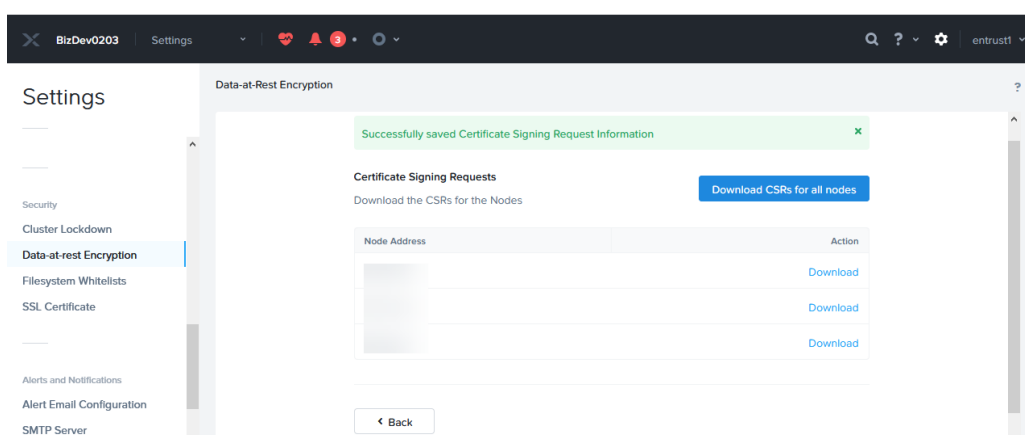 BizDev0203 Settings 3 ? entrust1
Settings
Data-at-Rest Encryption ?
Successfully saved Certificate Signing Request Information ×
Certificate Signing Requests
Download the CSRs for the Nodes
Download CSRs for all nodes
Security
Cluster Lockdown
Data-at-rest Encryption
Filesystem Whitelists
SSL Certificate
Node Address Action
Download
Download
Download
Alerts and Notifications
Alert Email Configuration
SMTP Server
Back